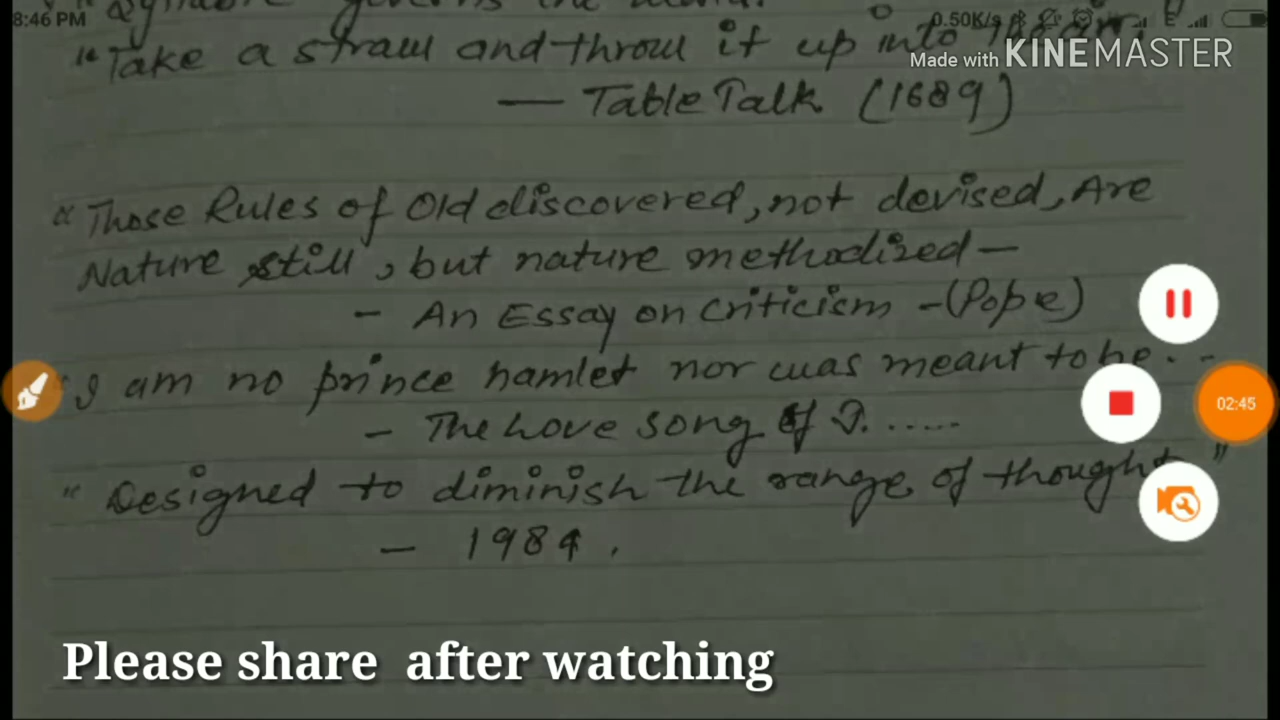 8:46 PM
0.50K/s
governs the world.
"Take a straw and throw it up into
Made with KINEMASTER
— Table Talk (1689)
"Those Rules of Old discovered, not devised, Are
Nature still, but nature methodized —
- An Essay on Criticism -(Pope)
"I am no prince hamlet nor was meant to be. --
- The Love song of J. .....
02:45
"Designed to diminish the range of thought"
- 1984.
Please share after watching